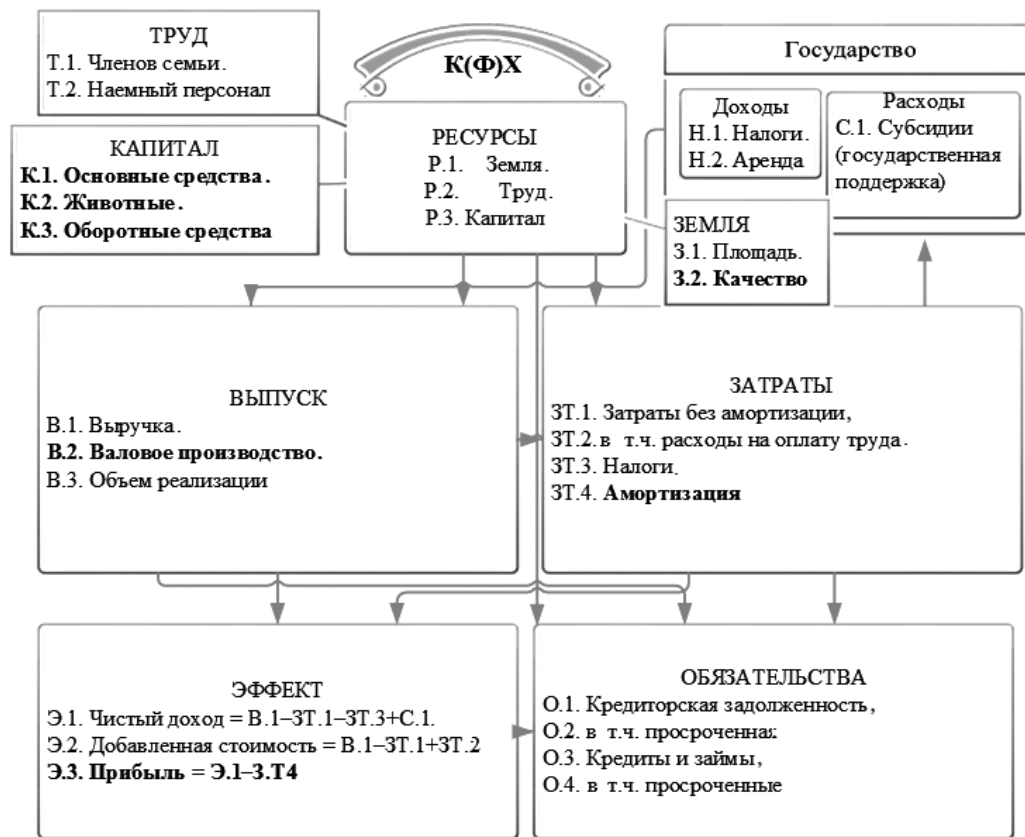 ТРУД
Т.1. Членов семьи.
Т.2. Наемный персонал
К(Ф)Х
Государство
Доходы
Н.1. Налоги.
Н.2. Аренда
Расходы
С.1. Субсидии
(государственная
поддержка)
КАПИТАЛ
К.1. Основные средства.
К.2. Животные.
К.3. Оборотные средства
РЕСУРСЫ
Р.1. Земля.
Р.2. Труд.
Р.3. Капитал
ЗЕМЛЯ
З.1. Площадь.
З.2. Качество
ВЫПУСК
В.1. Выручка.
В.2. Валовое производство.
В.3. Объем реализации
ЗАТРАТЫ
ЗТ.1. Затраты без амортизации,
ЗТ.2. в т.ч. расходы на оплату труда.
ЗТ.3. Налоги.
ЗТ.4. Амортизация
ЭФФЕКТ
Э.1. Чистый доход = В.1–ЗТ.1–ЗТ.3+С.1.
Э.2. Добавленная стоимость = В.1–ЗТ.1+ЗТ.2
Э.3. Прибыль = Э.1–З.Т4
ОБЯЗАТЕЛЬСТВА
О.1. Кредиторская задолженность,
О.2. в т.ч. просроченная
О.3. Кредиты и займы,
О.4. в т.ч. просроченные